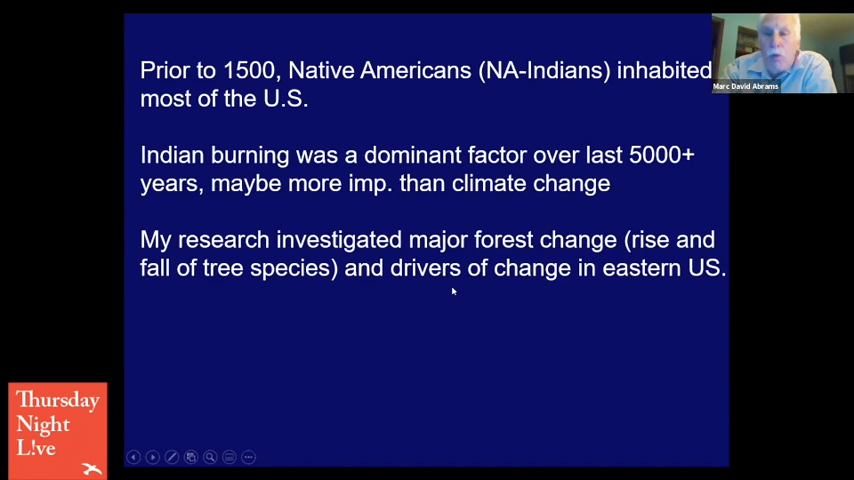 Prior to 1500, Native Americans (NA-Indians) inhabited
most of the U.S.
Indian burning was a dominant factor over last 5000+
years, maybe more imp. than climate change
My research investigated major forest change (rise and
fall of tree species) and drivers of change in eastern US.
Marc David Abrams
Thursday
Night
L!ve